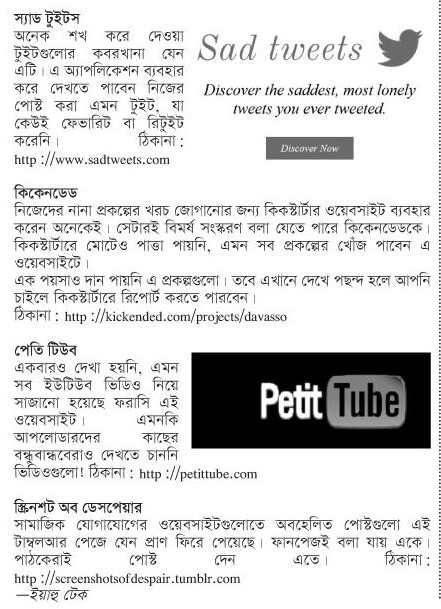 স্যাড টুইটস
অনেক শখ করে দেওয়া
টুইটগুলোর কবরখানা যেন
এটি। এ অ্যাপলিকেশন ব্যবহার
করে দেখতে পাবেন নিজের
পোস্ট করা এমন টুইট, যা
কেউই ফেভারিট বা রিটুইট
করেনি। ঠিকানা :
http ://www.sadtweets.com
Sad tweets
Discover the saddest, most lonely
tweets you ever tweeted.
Discover Now
কিকেনডেড
নিজেদের নানা প্রকল্পের খরচ জোগানোর জন্য কিকস্টার্টার ওয়েবসাইট ব্যবহার
করেন অনেকেই। সেটারই বিমর্ষ সংস্করণ বলা যেতে পারে কিকেনডেডকে।
কিকস্টার্টারে মোটেও পাত্তা পায়নি, এমন সব প্রকল্পের খোঁজ পাবেন এ
ওয়েবসাইটে।
এক পয়সাও দান পায়নি এ প্রকল্পগুলো। তবে এখানে দেখে পছন্দ হলে আপনি
চাইলে কিকস্টার্টারে রিপোর্ট করতে পারবেন।
ঠিকানা : http ://kickended.com/projects/davasso
পেতি টিউব
একবারও দেখা হয়নি, এমন
সব ইউটিউব ভিডিও নিয়ে
সাজানো হয়েছে ফরাসি এই
ওয়েবসাইট। এমনকি
আপলোডারদের কাছের
বন্ধুবান্ধবেরাও দেখতে চাননি
ভিডিওগুলো! ঠিকানা : http ://petittube.com
Petit Tube
স্ক্রিনশট অব ডেসপেয়ার
সামাজিক যোগাযোগের ওয়েবসাইটগুলোতে অবহেলিত পোস্টগুলো এই
টাম্বলআর পেজে যেন প্রাণ ফিরে পেয়েছে। ফানপেজই বলা যায় একে।
পাঠকেরাই পোস্ট দেন এতে। ঠিকানা :
http ://screenshotsofdespair.tumblr.com
—ইয়াহু টেক